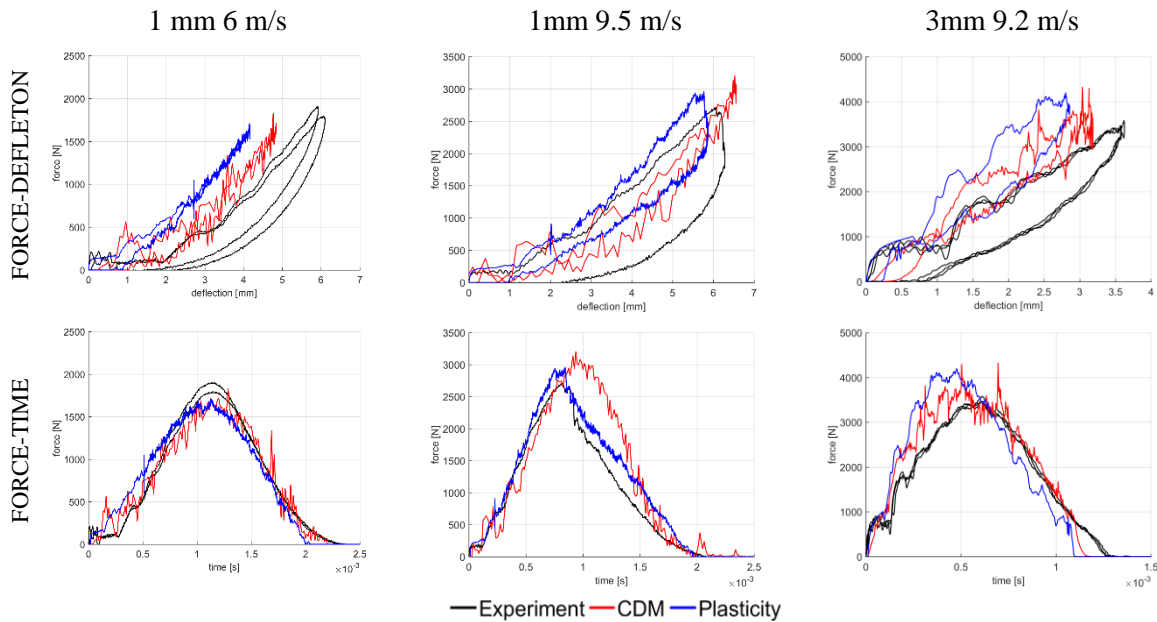 1 mm 6 m/s
1mm 9.5 m/s
3mm 9.2 m/s
FORCE-DEFLETON
force [N]
2500
2000
1500
1000
500
0
0 1 2 3 4 5 6 7
deflection [mm]
force [N]
3500
3000
2500
2000
1500
1000
500
0
0 1 2 3 4 5 6 7
deflection [mm]
force [N]
5000
4000
3000
2000
1000
0
0 0.5 1 1.5 2 2.5 3 3.5 4
deflection [mm]
FORCE-TIME
force [N]
2500
2000
1500
1000
500
0
0 0.5 1 1.5 2 2.5
time [s]
×10⁻³
force [N]
3500
3000
2500
2000
1500
1000
500
0
0 0.5 1 1.5 2 2.5
time [s]
×10⁻³
force [N]
5000
4000
3000
2000
1000
0
0 0.5 1 1.5
time [s]
×10⁻³
Experiment CDM Plasticity